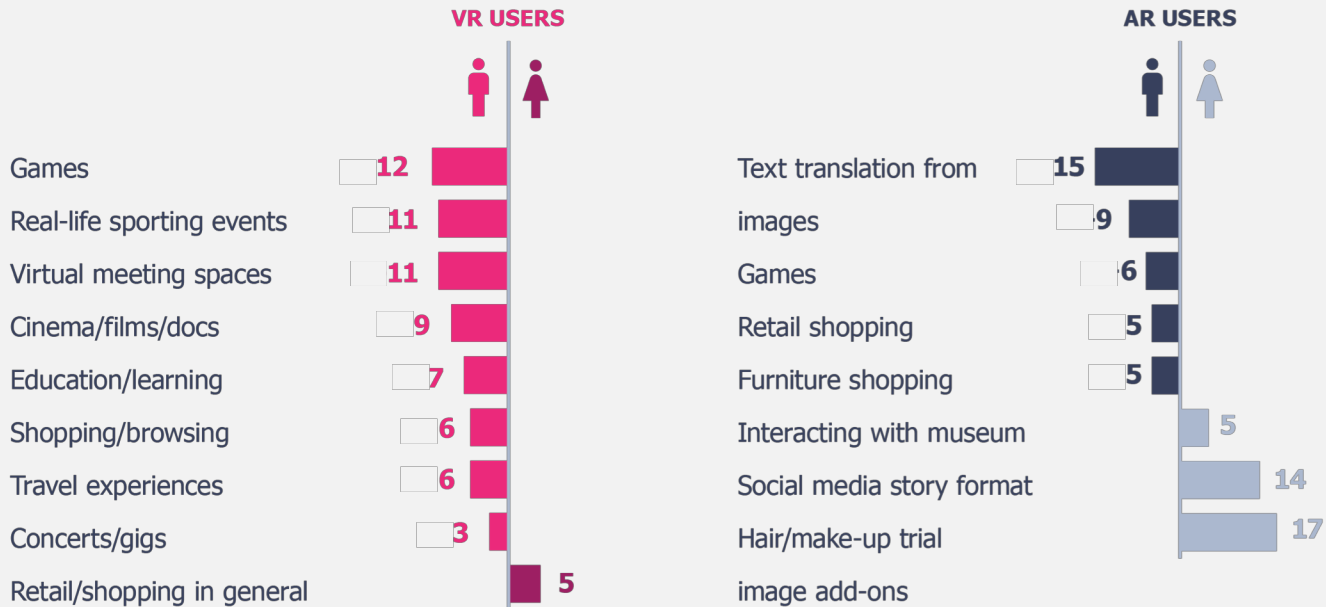 VR USERS
AR USERS
Games 12
Real-life sporting events 11
Virtual meeting spaces 11
Cinema/films/docs 9
Education/learning 7
Shopping/browsing 6
Travel experiences 6
Concerts/gigs 3
Retail/shopping in general 5
Text translation from 15
images -9
Games -6
Retail shopping 5
Furniture shopping 5
Interacting with museum 5
Social media story format 14
Hair/make-up trial 17
image add-ons